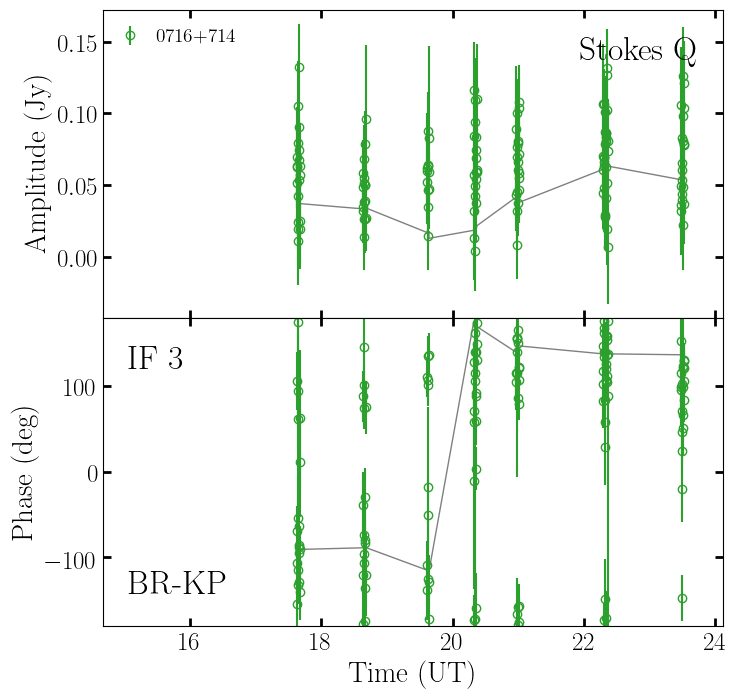 0716+714
Stokes Q
Amplitude (Jy)
0.15
0.10
0.05
0.00
IF 3
BR-KP
Phase (deg)
100
0
−100
16 18 20 22 24
Time (UT)